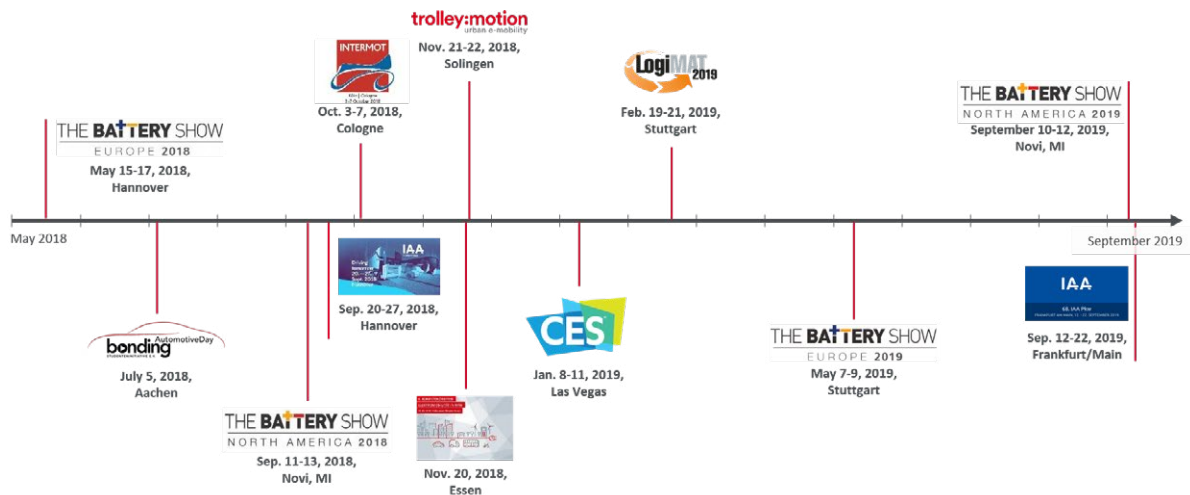 trolley:motion
urban e-mobility
Nov. 21-22, 2018,
Solingen
INTERMOT
Oct. 3-7, 2018,
Cologne
LogiMAT
2019
Feb. 19-21, 2019,
Stuttgart
THE BATTERY SHOW
NORTH AMERICA 2019
September 10-12, 2019,
Novi, MI
THE BATTERY SHOW
EUROPE 2018
May 15-17, 2018,
Hannover
May 2018
September 2019
IAA
Sep. 20-27, 2018,
Hannover
bonding
AutomotiveDay
July 5, 2018,
Aachen
THE BATTERY SHOW
NORTH AMERICA 2018
Sep. 11-13, 2018,
Novi, MI
Nov. 20, 2018,
Essen
CES
Jan. 8-11, 2019,
Las Vegas
THE BATTERY SHOW
EUROPE 2019
May 7-9, 2019,
Stuttgart
IAA
Sep. 12-22, 2019,
Frankfurt/Main